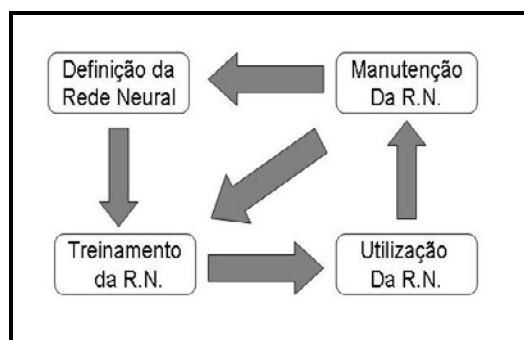 Definição da
Rede Neural
Manutenção
Da R.N.
Treinamento
da R.N.
Utilização
Da R.N.